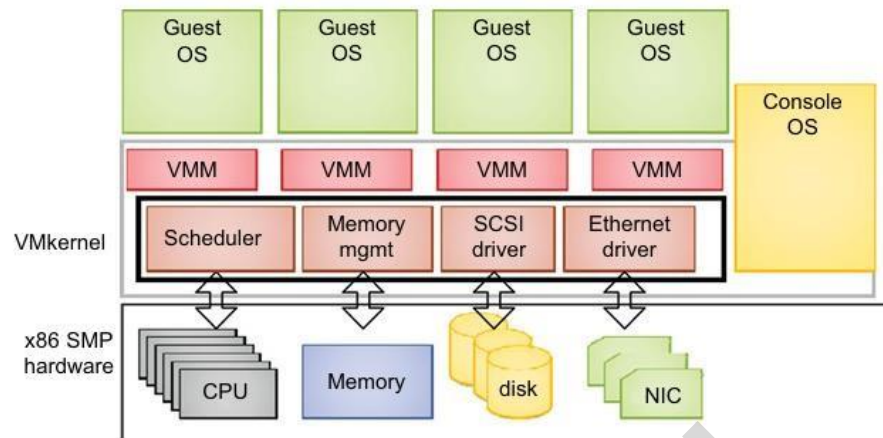 Guest
OS
Guest
OS
Guest
OS
Guest
OS
Console
OS
VMM
VMM
VMM
VMM
VMkernel
Scheduler
Memory
mgmt
SCSI
driver
Ethernet
driver
x86 SMP
hardware
CPU
Memory
disk
NIC